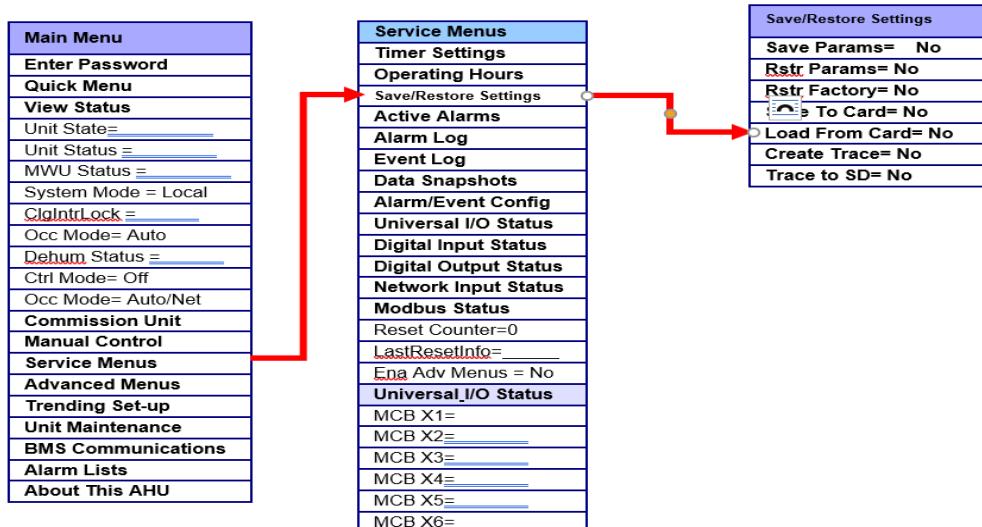 Main Menu
Enter Password
Quick Menu
View Status
Unit State=
Unit Status =
MWU Status =
System Mode = Local
ClgIntrLock =
Occ Mode= Auto
Dehum Status =
Ctrl Mode= Off
Occ Mode= Auto/Net
Commission Unit
Manual Control
Service Menus
Advanced Menus
Trending Set-up
Unit Maintenance
BMS Communications
Alarm Lists
About This AHU
Service Menus
Timer Settings
Operating Hours
Save/Restore Settings
Active Alarms
Alarm Log
Event Log
Data Snapshots
Alarm/Event Config
Universal I/O Status
Digital Input Status
Digital Output Status
Network Input Status
Modbus Status
Reset Counter=0
LastResetInfo=______
Ena Adv Menus = No
Universal I/O Status
MCB X1=
MCB X2=
MCB X3=
MCB X4=
MCB X5=
MCB X6=
Save/Restore Settings
Save Params= No
Rstr Params= No
Rstr Factory= No
To Card= No
Load From Card= No
Create Trace= No
Trace to SD= No